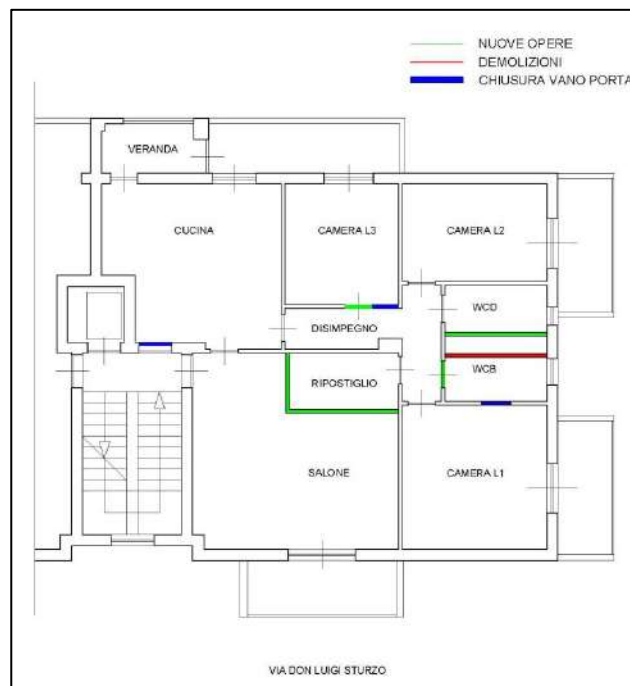 NUOVE OPERE
DEMOLIZIONI
CHIUSURA VANO PORTA
VERANDA
CUCINA
CAMERA L3
CAMERA L2
WCD
DISIMPEGNO
WCB
RIPOSTIGLIO
SALONE
CAMERA L1
VIA DON LUIGI STURZO